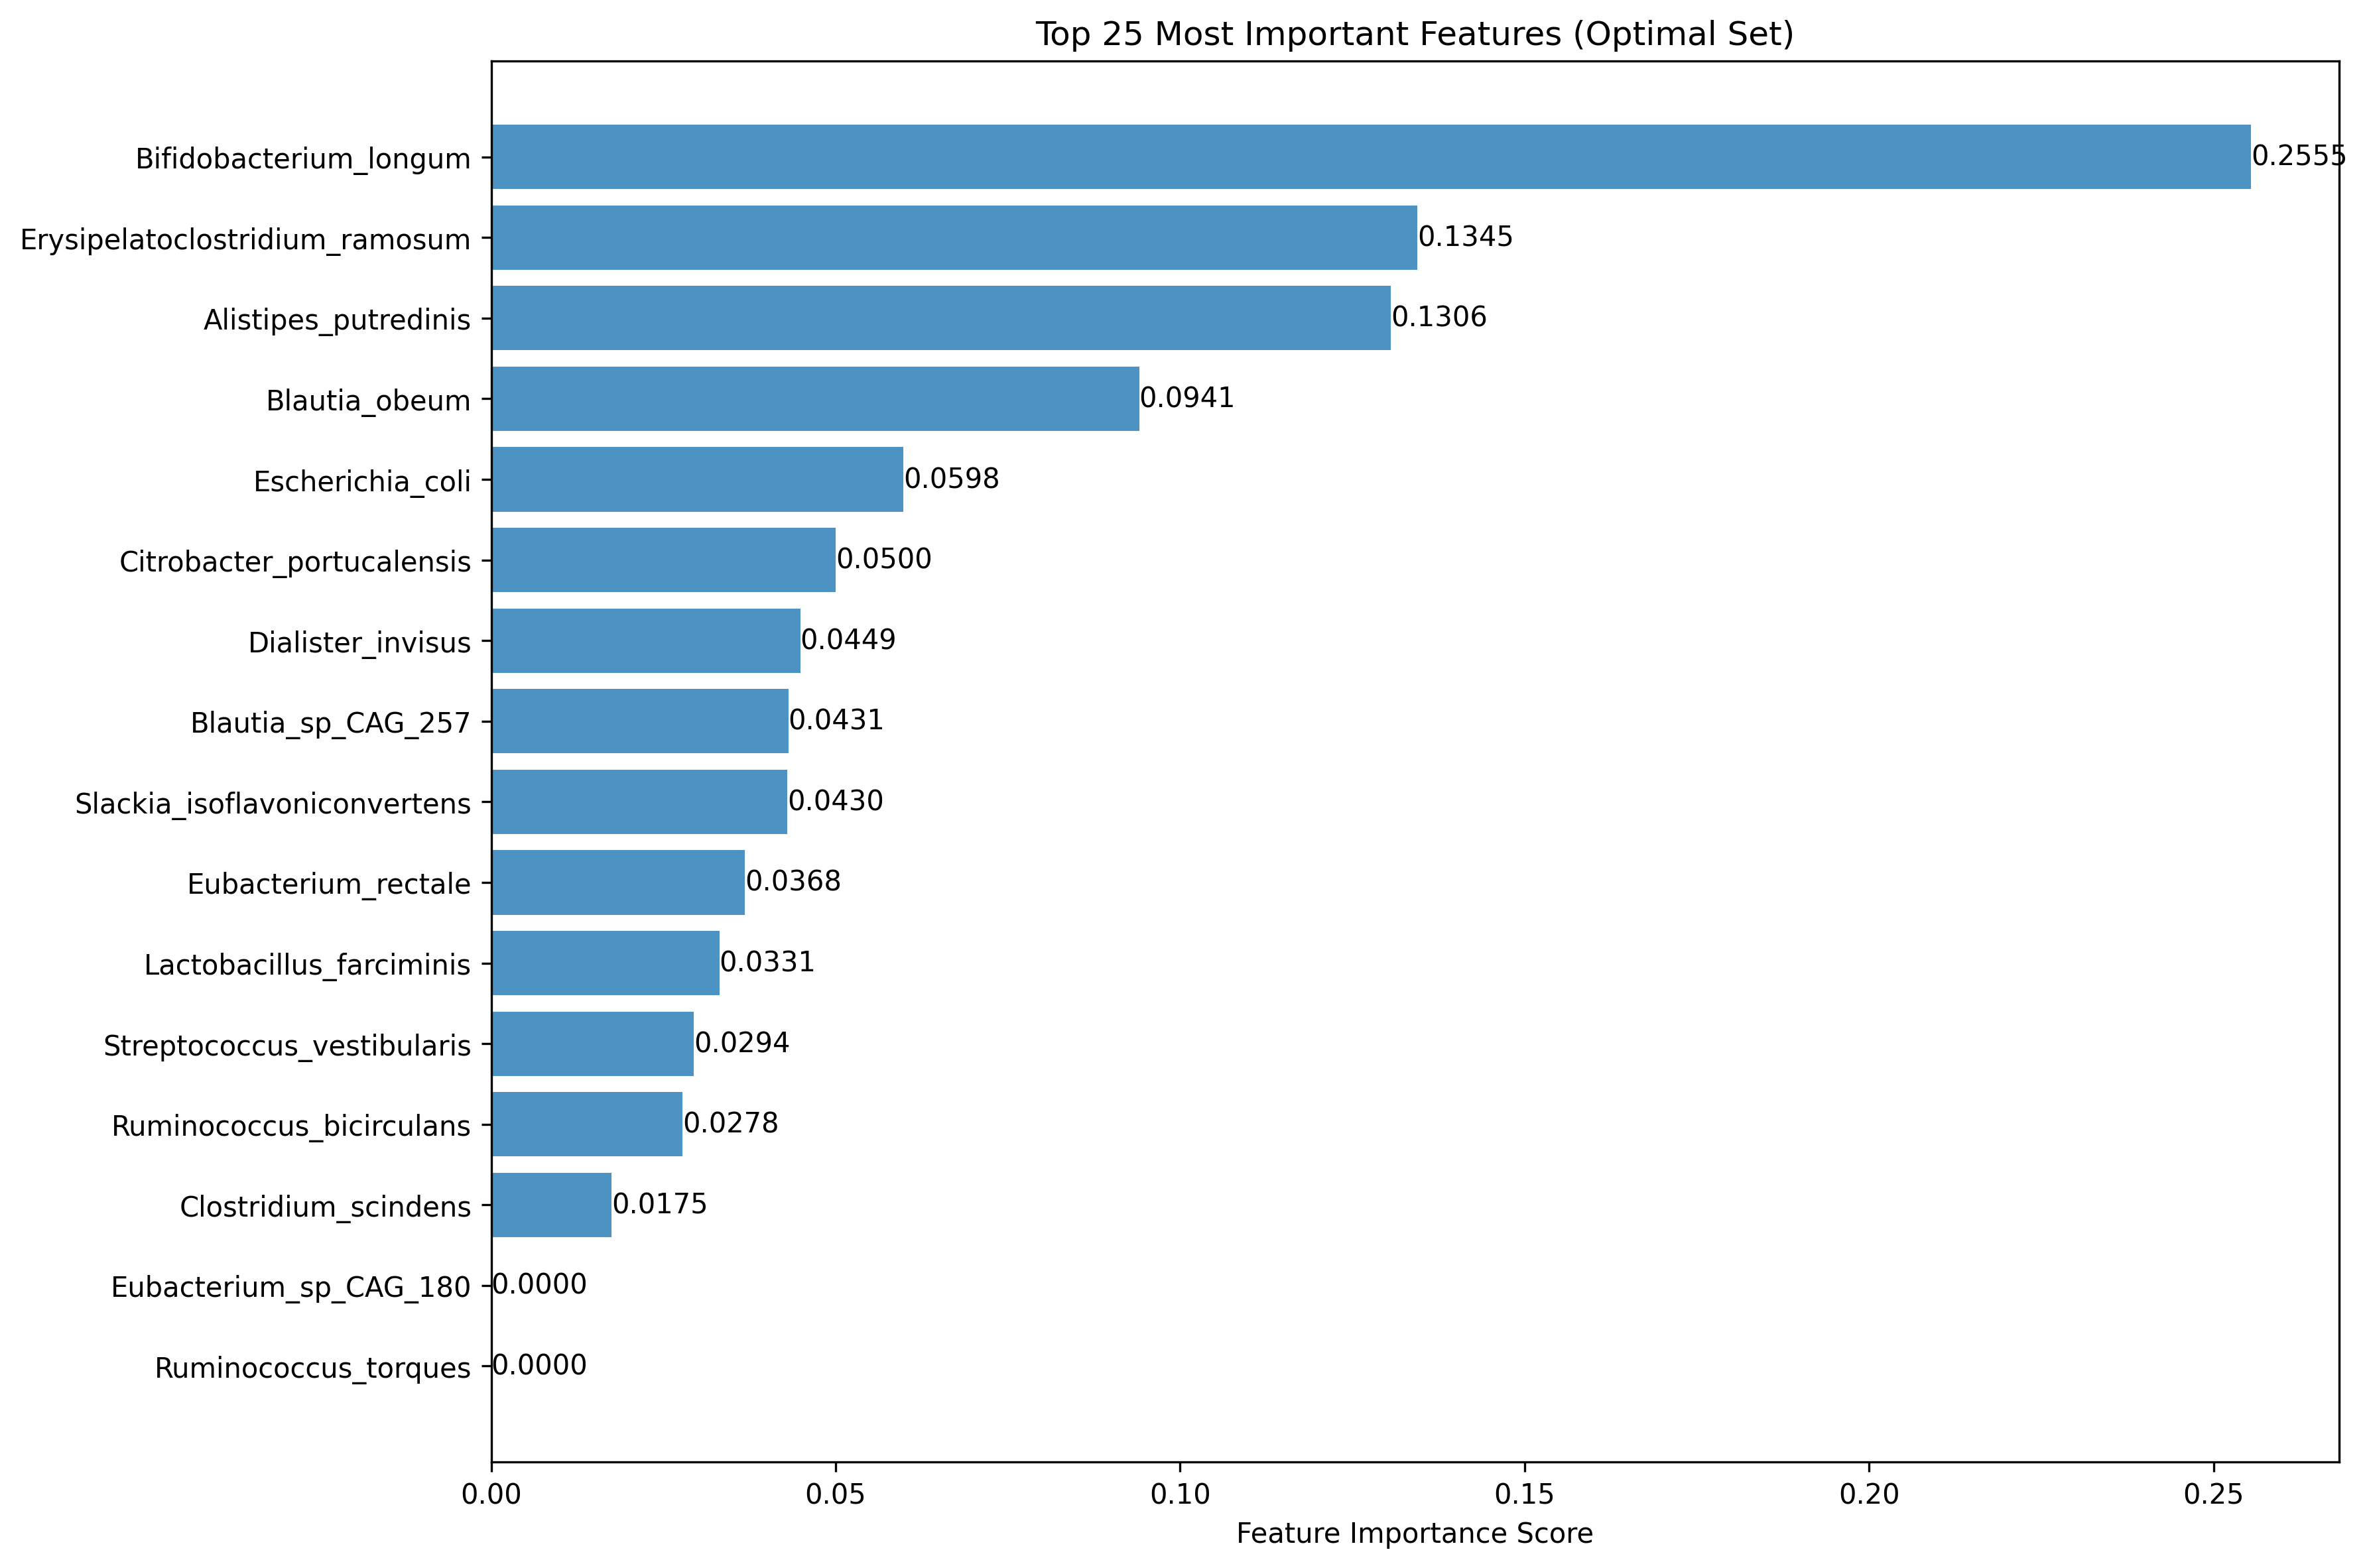 Top 25 Most Important Features (Optimal Set)
Bifidobacterium_longum 0.2555
Erysipelatoclostridium_ramosum 0.1345
Alistipes_putredinis 0.1306
Blautia_obeum 0.0941
Escherichia_coli 0.0598
Citrobacter_portucalensis 0.0500
Dialister_invisus 0.0449
Blautia_sp_CAG_257 0.0431
Slackia_isoflavoniconvertens 0.0430
Eubacterium_rectale 0.0368
Lactobacillus_farciminis 0.0331
Streptococcus_vestibularis 0.0294
Ruminococcus_bicirculans 0.0278
Clostridium_scindens 0.0175
Eubacterium_sp_CAG_180 0.0000
Ruminococcus_torques 0.0000
0.00 0.05 0.10 0.15 0.20 0.25
Feature Importance Score